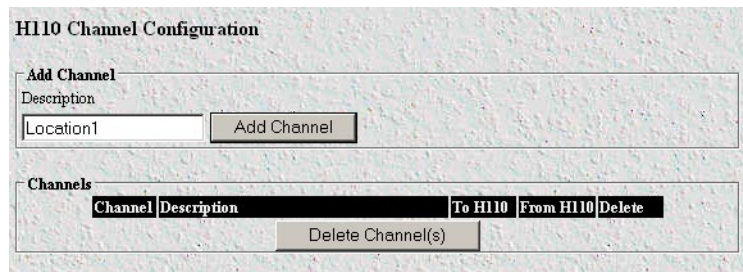 H110 Channel Configuration
Add Channel
Description
Location1 Add Channel
Channels
Channel Description To H110 From H110 Delete
Delete Channel(s)